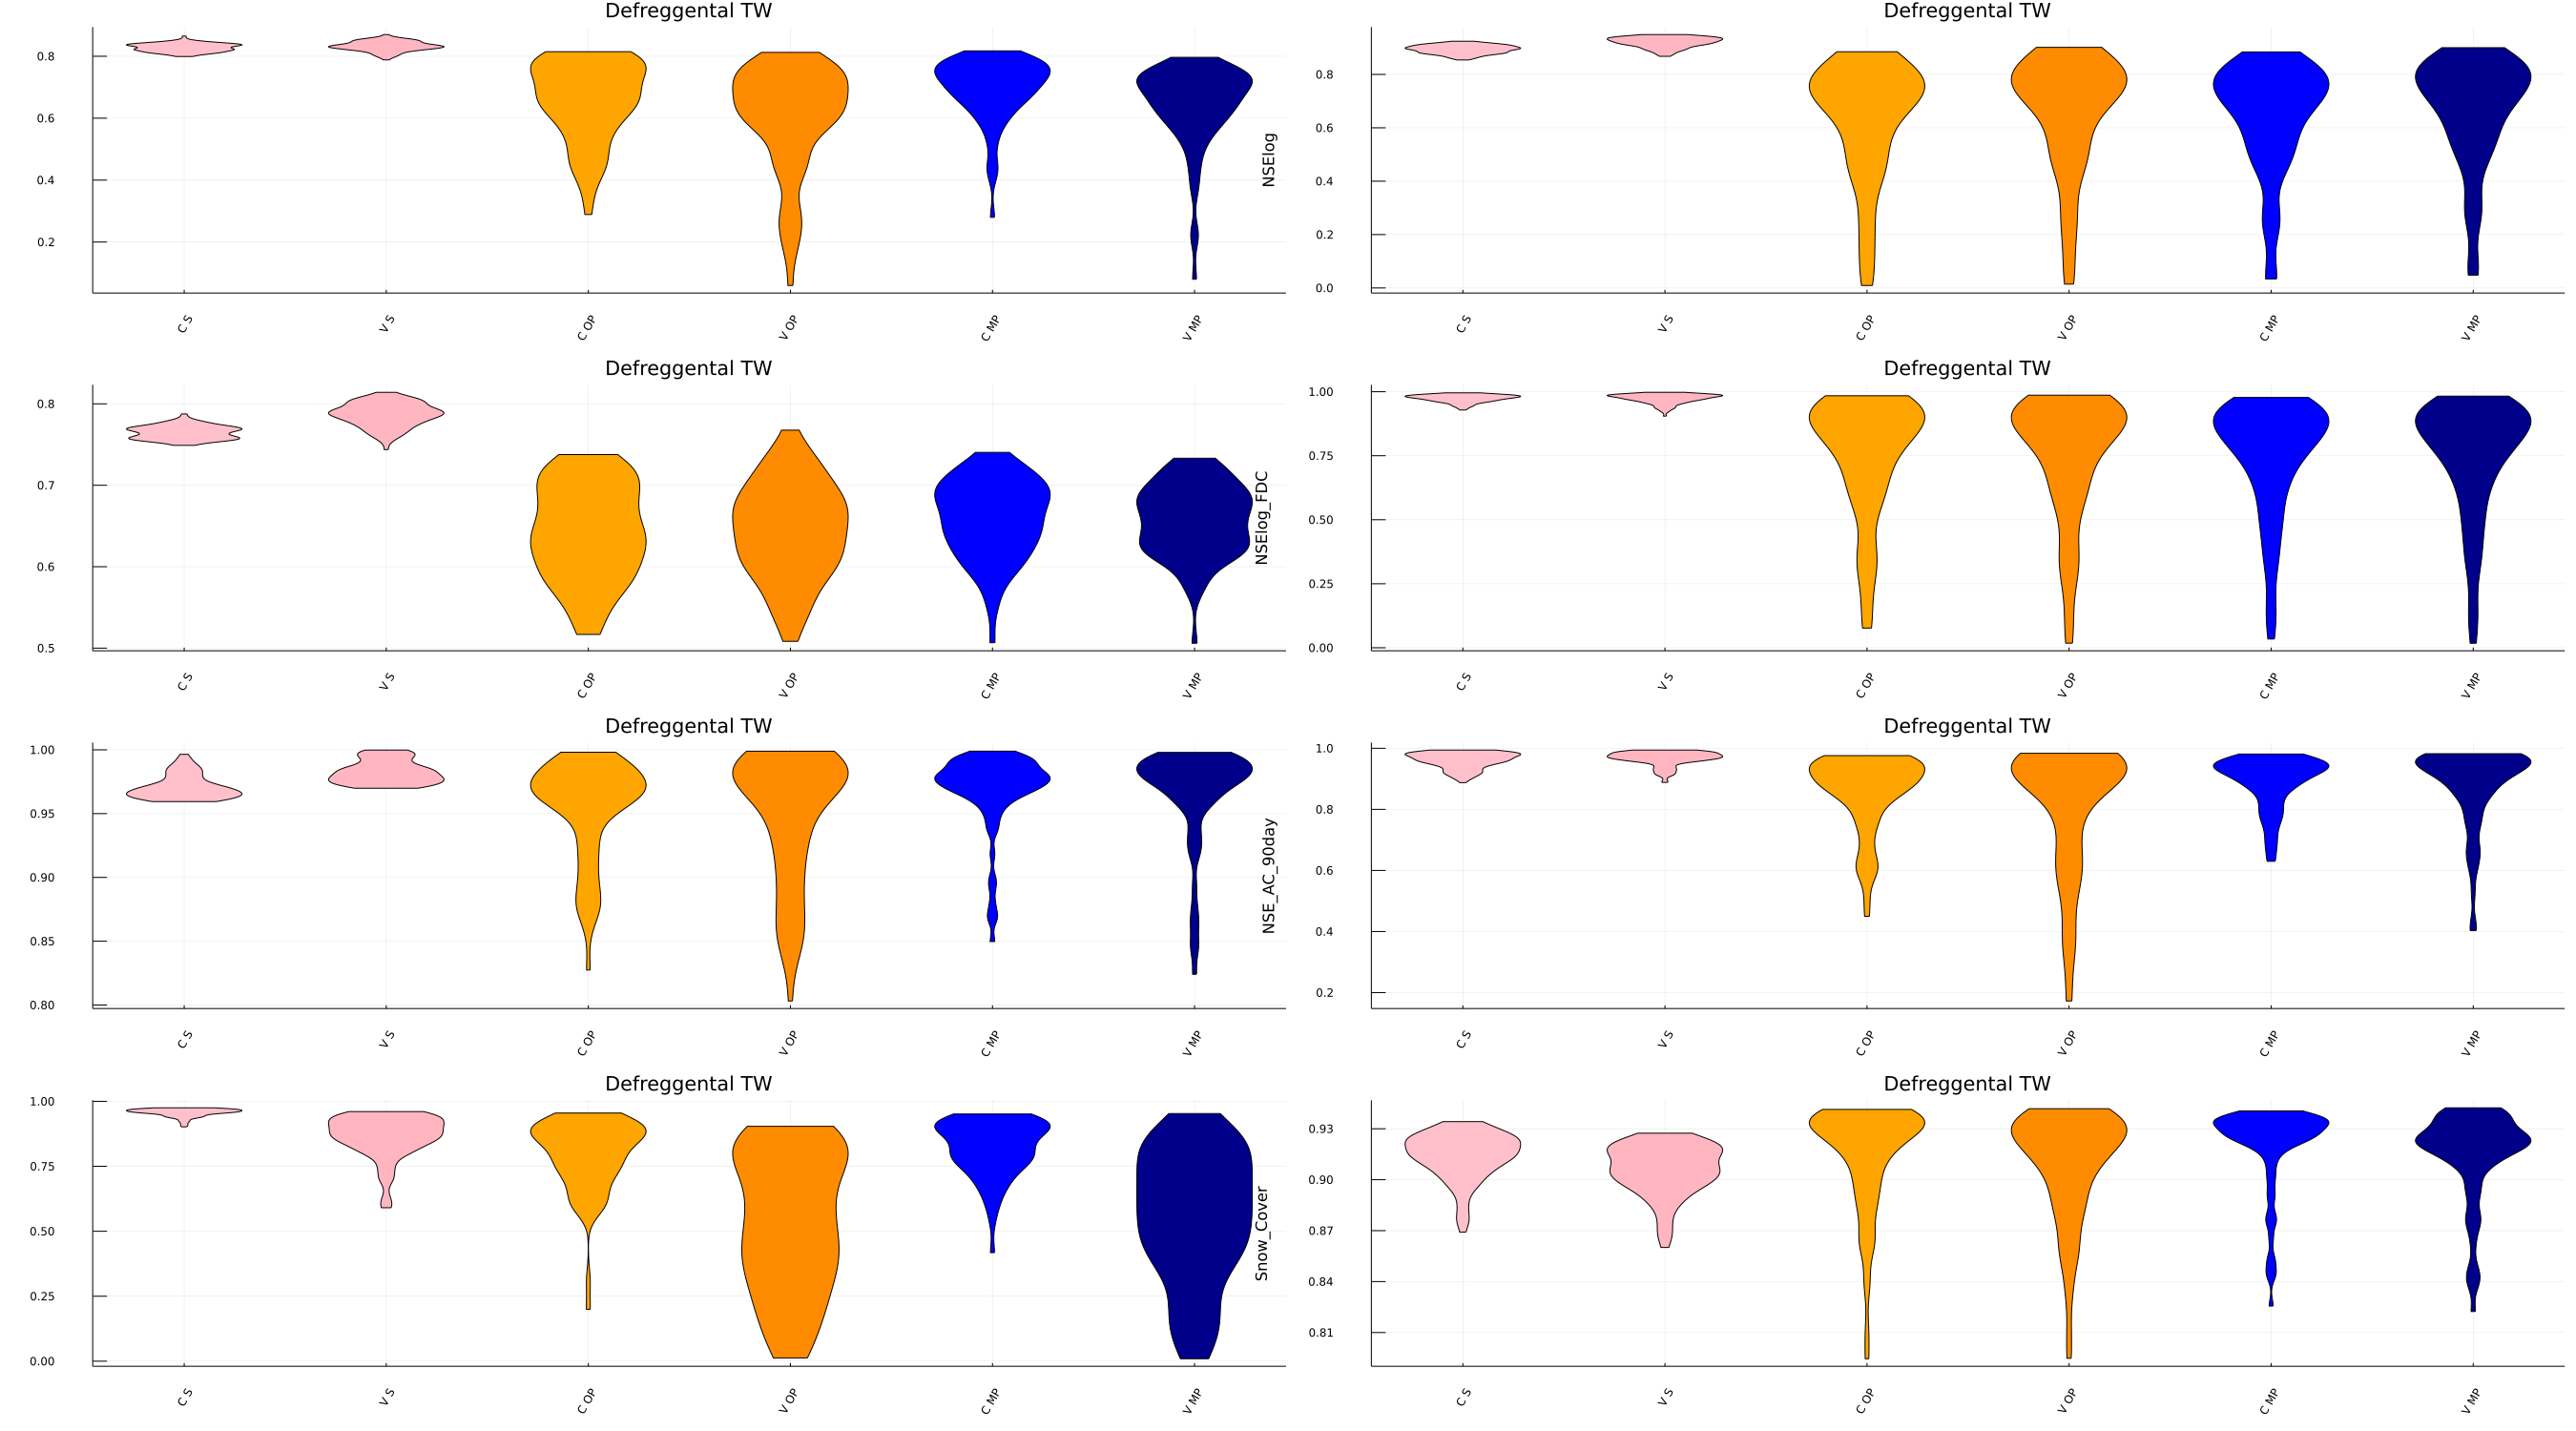 Defreggental TW
0.8
0.6
0.4
0.2
C S
V S
C OP
V OP
C MP
V MP
Defreggental TW
NSElog
0.8
0.6
0.4
0.2
0.0
C S
V S
C OP
V OP
C MP
V MP
Defreggental TW
0.8
0.7
0.6
0.5
C S
V S
C OP
V OP
C MP
V MP
Defreggental TW
NSElog_FDC
1.00
0.75
0.50
0.25
0.00
C S
V S
C OP
V OP
C MP
V MP
Defreggental TW
1.00
0.95
0.90
0.85
0.80
C S
V S
C OP
V OP
C MP
V MP
Defreggental TW
NSE_AC_90day
1.0
0.8
0.6
0.4
0.2
C S
V S
C OP
V OP
C MP
V MP
Defreggental TW
1.00
0.75
0.50
0.25
0.00
C S
V S
C OP
V OP
C MP
V MP
Defreggental TW
Snow_Cover
0.93
0.90
0.87
0.84
0.81
C S
V S
C OP
V OP
C MP
V MP